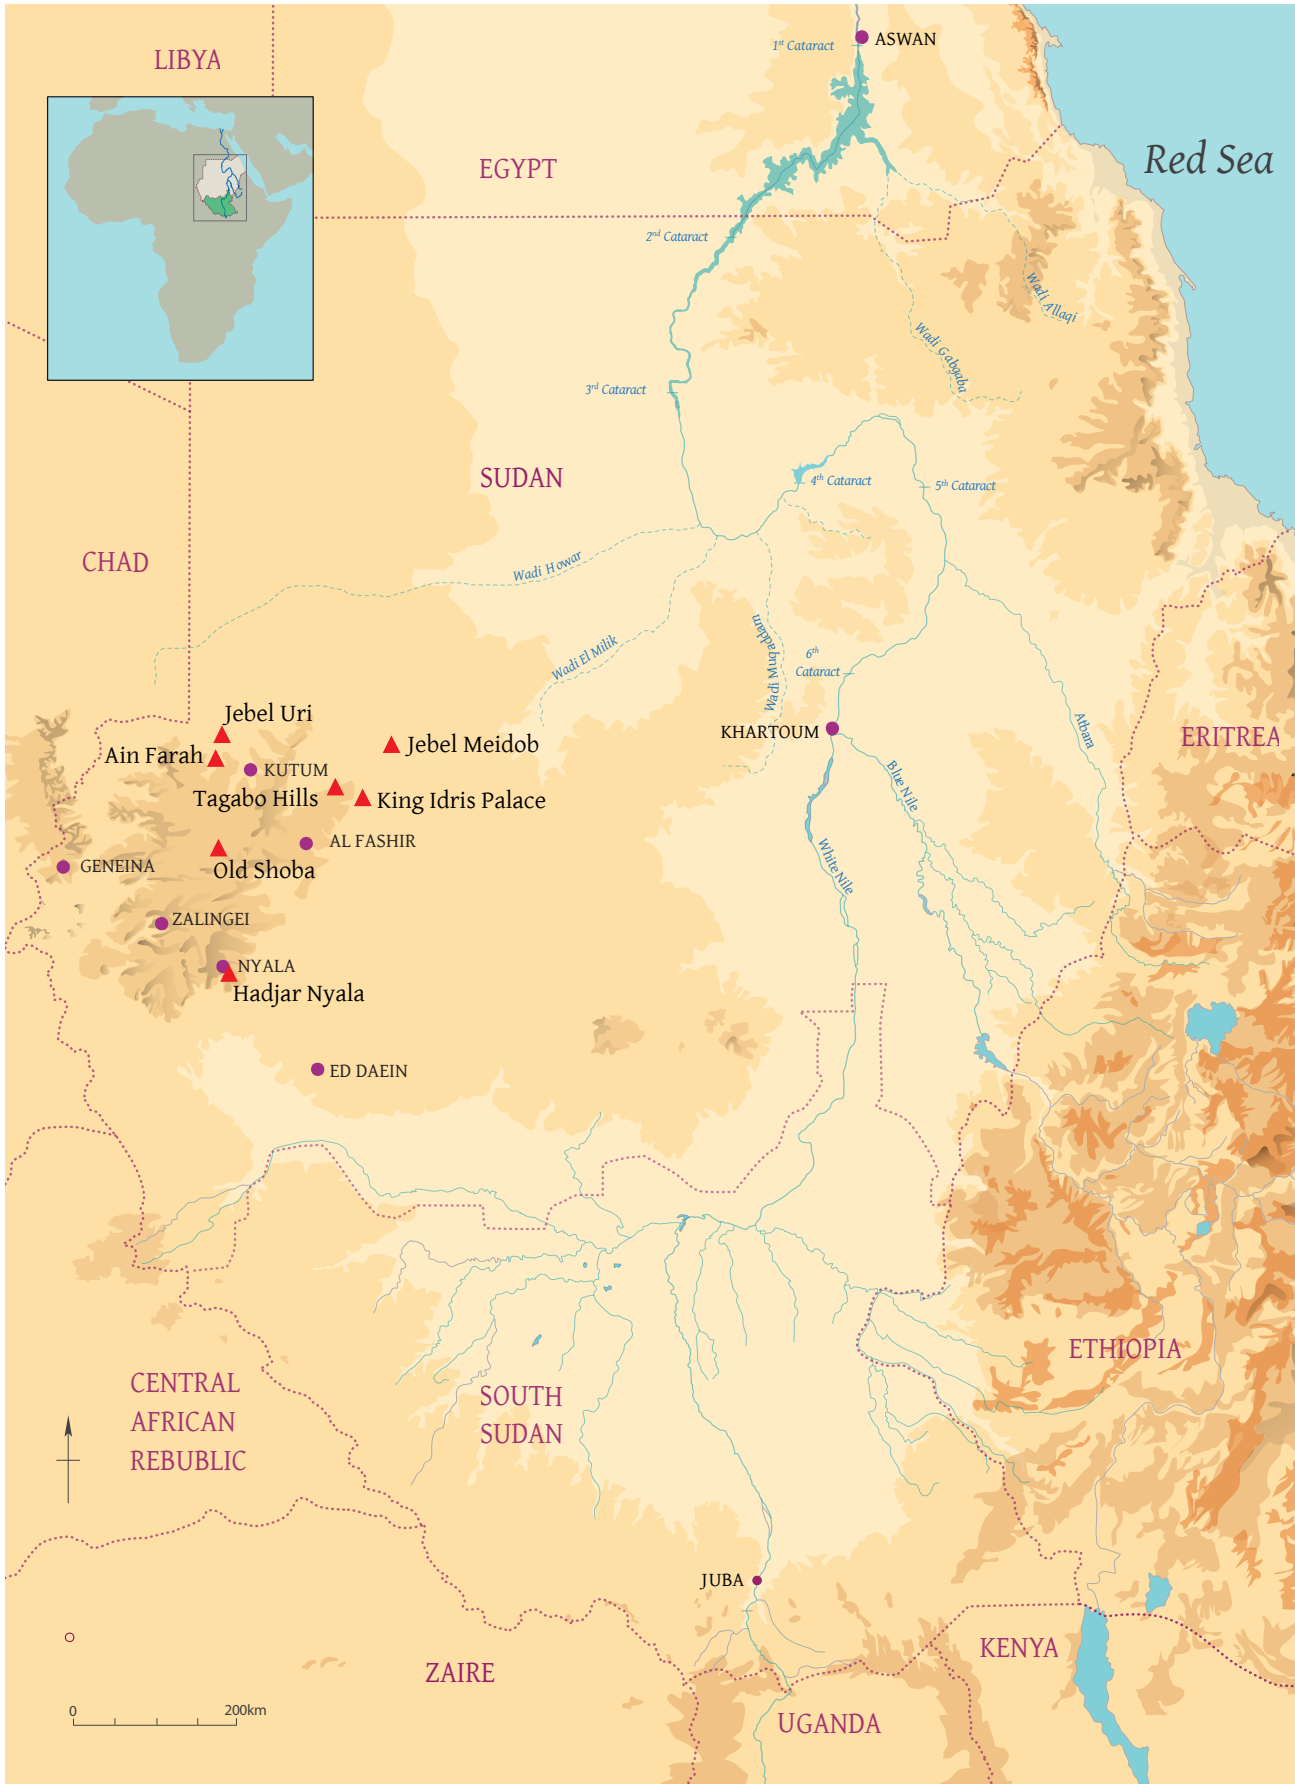 LIBYA
1st Cataract
ASWAN
Red Sea
EGYPT
2nd Cataract
Wadi Allaqi
Wadi Gabgaba
3rd Cataract
SUDAN
4th Cataract
5th Cataract
CHAD
Wadi Howar
Wadi El Milik
Wadi Muqaddam
6th
Cataract
Jebel Uri
KHARTOUM
Atbara
ERITREA
Ain Farah
Jebel Meidob
KUTUM
Tagabo Hills
King Idris Palace
Blue Nile
AL FASHIR
GENEINA
Old Shoba
White Nile
ZALINGEI
NYALA
Hadjar Nyala
ED DAEIN
ETHIOPIA
CENTRAL
AFRICAN
REBUBLIC
SOUTH
SUDAN
JUBA
KENYA
ZAIRE
0
200km
UGANDA